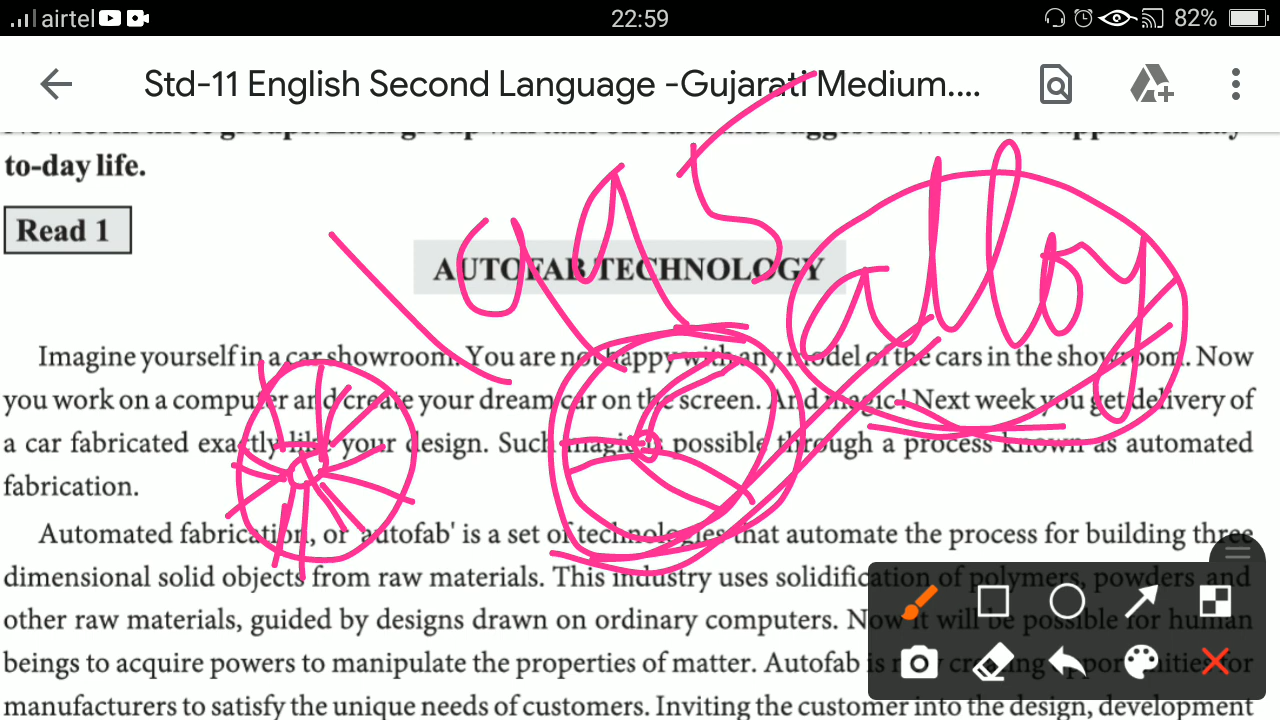 airtel 22:59 82%
Std-11 English Second Language -Gujarati Medium....
to-day life.
Read 1
AUTOFAB TECHNOLOGY
alloy
Imagine yourself in a car showroom. You are not happy with any model of the cars in the showroom. Now
you work on a computer and create your dream car on the screen. And magic! Next week you get delivery of
a car fabricated exactly like your design. Such magic is possible through a process known as automated
fabrication.
Automated fabrication, or 'autofab' is a set of technologies that automate the process for building three
dimensional solid objects from raw materials. This industry uses solidification of polymers, powders and
other raw materials, guided by designs drawn on ordinary computers. Now it will be possible for human
beings to acquire powers to manipulate the properties of matter. Autofab is now creating opportunities for
manufacturers to satisfy the unique needs of customers. Inviting the customer into the design, development